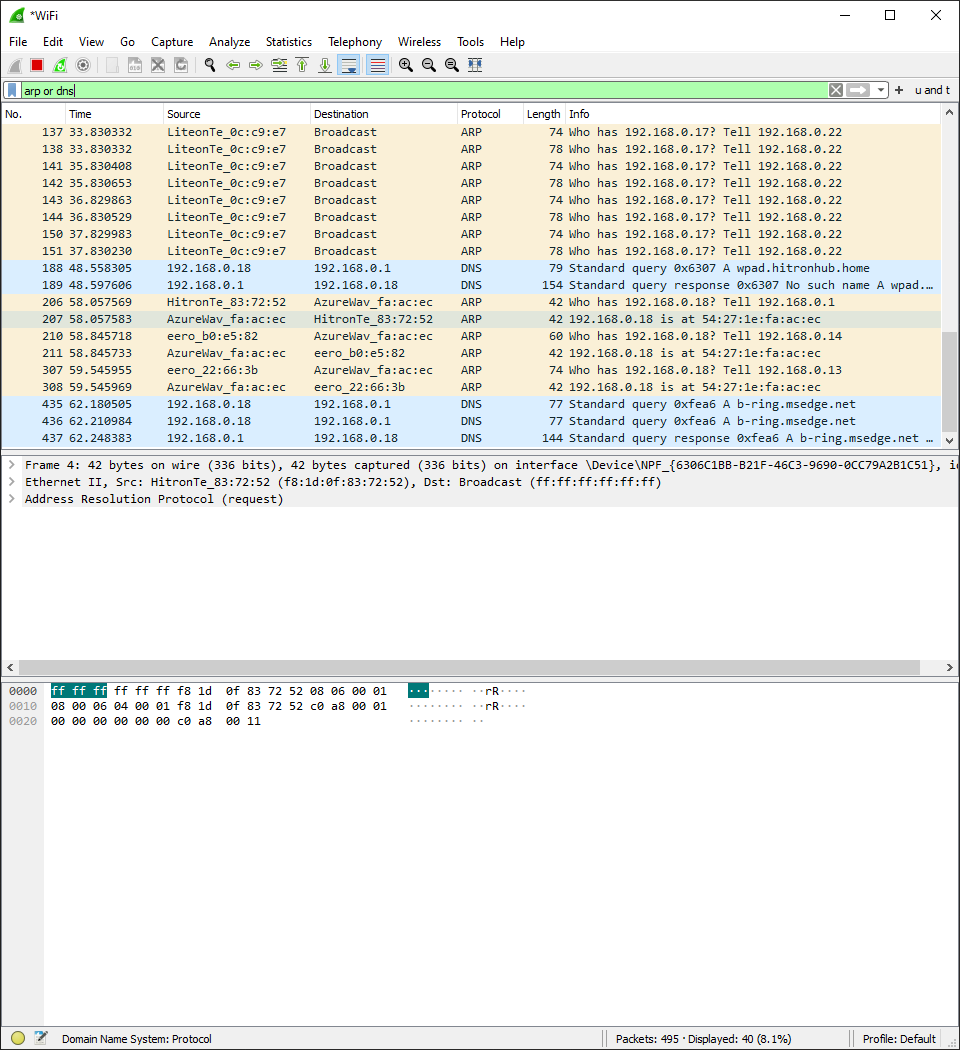 *WiFi
File Edit View Go Capture Analyze Statistics Telephony Wireless Tools Help
arp or dns + u and t
No. Time Source Destination Protocol Length Info
137 33.830332 LiteonTe_0c:c9:e7 Broadcast ARP 74 Who has 192.168.0.17? Tell 192.168.0.22
138 33.830332 LiteonTe_0c:c9:e7 Broadcast ARP 78 Who has 192.168.0.17? Tell 192.168.0.22
141 35.830408 LiteonTe_0c:c9:e7 Broadcast ARP 74 Who has 192.168.0.17? Tell 192.168.0.22
142 35.830653 LiteonTe_0c:c9:e7 Broadcast ARP 78 Who has 192.168.0.17? Tell 192.168.0.22
143 36.829863 LiteonTe_0c:c9:e7 Broadcast ARP 74 Who has 192.168.0.17? Tell 192.168.0.22
144 36.830529 LiteonTe_0c:c9:e7 Broadcast ARP 78 Who has 192.168.0.17? Tell 192.168.0.22
150 37.829983 LiteonTe_0c:c9:e7 Broadcast ARP 74 Who has 192.168.0.17? Tell 192.168.0.22
151 37.830230 LiteonTe_0c:c9:e7 Broadcast ARP 78 Who has 192.168.0.17? Tell 192.168.0.22
188 48.558305 192.168.0.18 192.168.0.1 DNS 79 Standard query 0x6307 A wpad.hitronhub.home
189 48.597606 192.168.0.1 192.168.0.18 DNS 154 Standard query response 0x6307 No such name A wpad.…
206 58.057569 HitronTe_83:72:52 AzureWav_fa:ac:ec ARP 42 Who has 192.168.0.18? Tell 192.168.0.1
207 58.057583 AzureWav_fa:ac:ec HitronTe_83:72:52 ARP 42 192.168.0.18 is at 54:27:1e:fa:ac:ec
210 58.845718 eero_b0:e5:82 AzureWav_fa:ac:ec ARP 60 Who has 192.168.0.18? Tell 192.168.0.14
211 58.845733 AzureWav_fa:ac:ec eero_b0:e5:82 ARP 42 192.168.0.18 is at 54:27:1e:fa:ac:ec
307 59.545955 eero_22:66:3b AzureWav_fa:ac:ec ARP 74 Who has 192.168.0.18? Tell 192.168.0.13
308 59.545969 AzureWav_fa:ac:ec eero_22:66:3b ARP 42 192.168.0.18 is at 54:27:1e:fa:ac:ec
435 62.180505 192.168.0.18 192.168.0.1 DNS 77 Standard query 0xfea6 A b-ring.msedge.net
436 62.210984 192.168.0.18 192.168.0.1 DNS 77 Standard query 0xfea6 A b-ring.msedge.net
437 62.248383 192.168.0.1 192.168.0.18 DNS 144 Standard query response 0xfea6 A b-ring.msedge.net …
Frame 4: 42 bytes on wire (336 bits), 42 bytes captured (336 bits) on interface \Device\NPF_{6306C1BB-B21F-46C3-9690-0CC79A2B1C51}, i
Ethernet II, Src: HitronTe_83:72:52 (f8:1d:0f:83:72:52), Dst: Broadcast (ff:ff:ff:ff:ff:ff)
Address Resolution Protocol (request)
0000 ff ff ff ff ff ff f8 1d 0f 83 72 52 08 06 00 01 ········ ··rR····
0010 08 00 06 04 00 01 f8 1d 0f 83 72 52 c0 a8 00 01 ········ ··rR····
0020 00 00 00 00 00 00 c0 a8 00 11 ········ ··
Domain Name System: Protocol Packets: 495 · Displayed: 40 (8.1%) Profile: Default